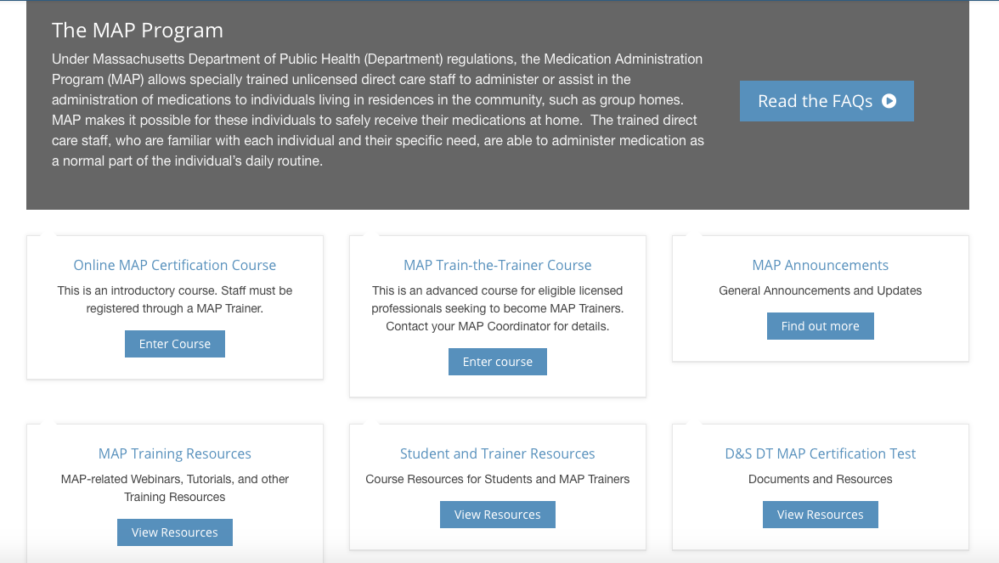 The MAP Program
Under Massachusetts Department of Public Health (Department) regulations, the Medication Administration
Program (MAP) allows specially trained unlicensed direct care staff to administer or assist in the
administration of medications to individuals living in residences in the community, such as group homes.
MAP makes it possible for these individuals to safely receive their medications at home.  The trained direct
care staff, who are familiar with each individual and their specific need, are able to administer medication as
a normal part of the individual’s daily routine.
Read the FAQs
Online MAP Certification Course
This is an introductory course. Staff must be
registered through a MAP Trainer.
Enter Course
MAP Train-the-Trainer Course
This is an advanced course for eligible licensed
professionals seeking to become MAP Trainers.
Contact your MAP Coordinator for details.
Enter course
MAP Announcements
General Announcements and Updates
Find out more
MAP Training Resources
MAP-related Webinars, Tutorials, and other
Training Resources
View Resources
Student and Trainer Resources
Course Resources for Students and MAP Trainers
View Resources
D&S DT MAP Certification Test
Documents and Resources
View Resources